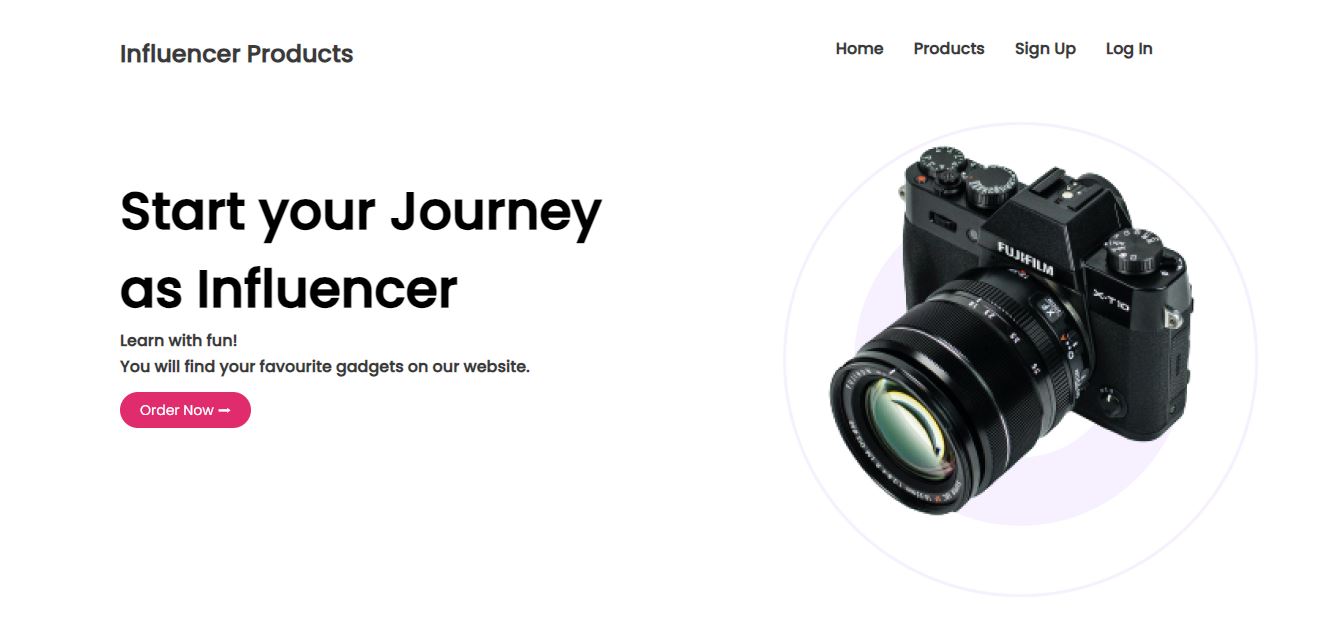 Influencer Products
Home Products Sign Up Log In
Start your Journey
as Influencer
Learn with fun!
You will find your favourite gadgets on our website.
Order Now ➞
FUJIFILM
X-T10